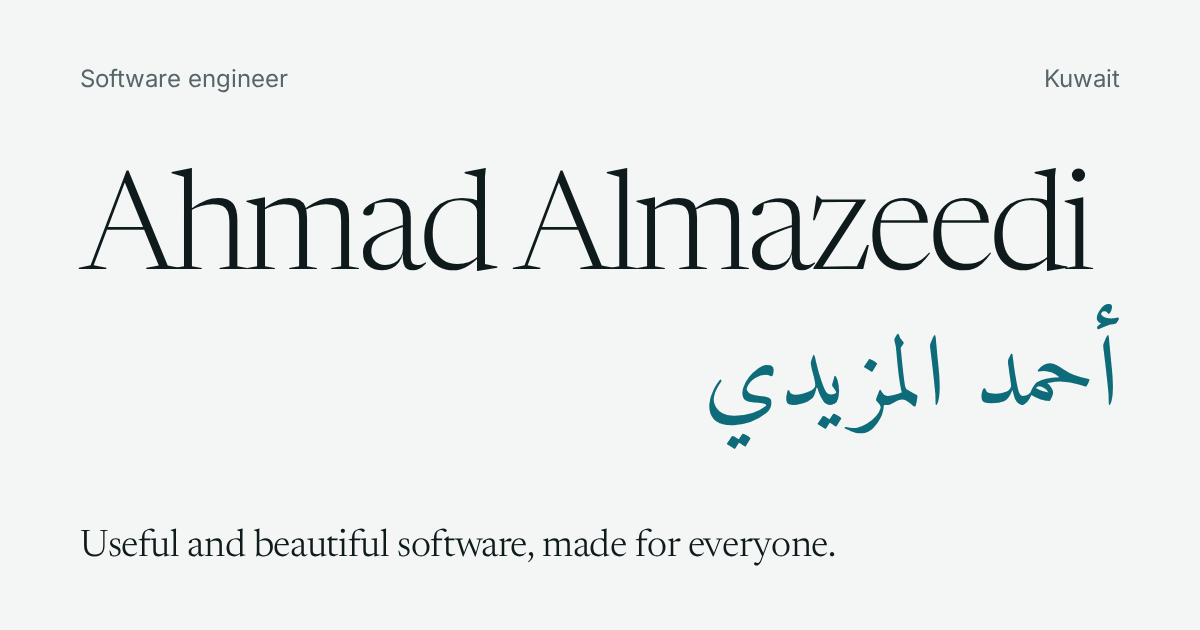 Software engineer
Kuwait
Ahmad Almazeedi
أحمد المزيدي
Useful and beautiful software, made for everyone.